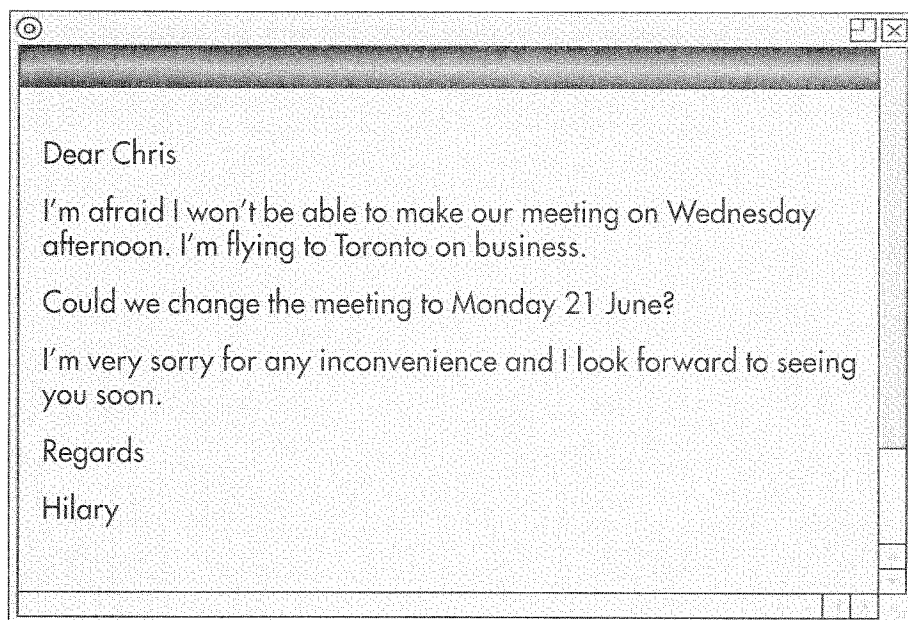 Dear Chris
I'm afraid I won't be able to make our meeting on Wednesday
afternoon. I'm flying to Toronto on business.
Could we change the meeting to Monday 21 June?
I'm very sorry for any inconvenience and I look forward to seeing
you soon.
Regards
Hilary